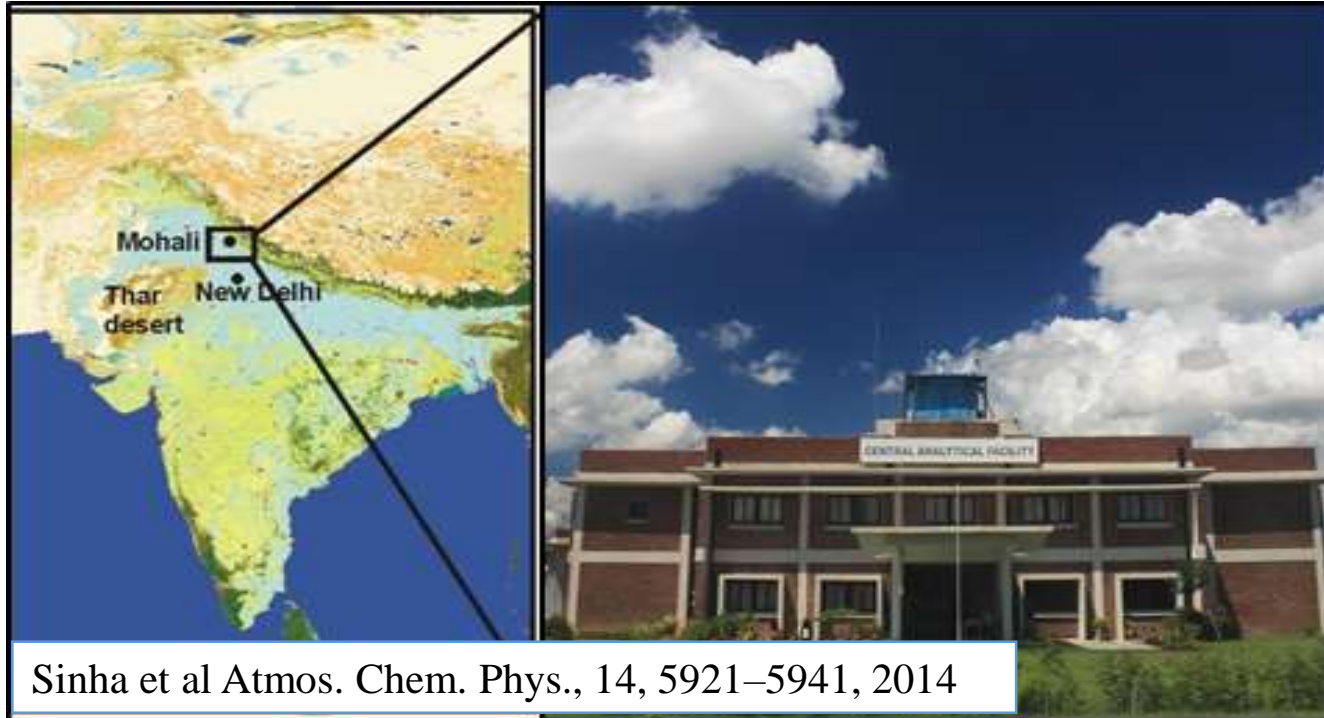 Mohali
New Delhi
Thar
desert
CENTRAL ANALYTICAL FACILITY
Sinha et al Atmos. Chem. Phys., 14, 5921–5941, 2014